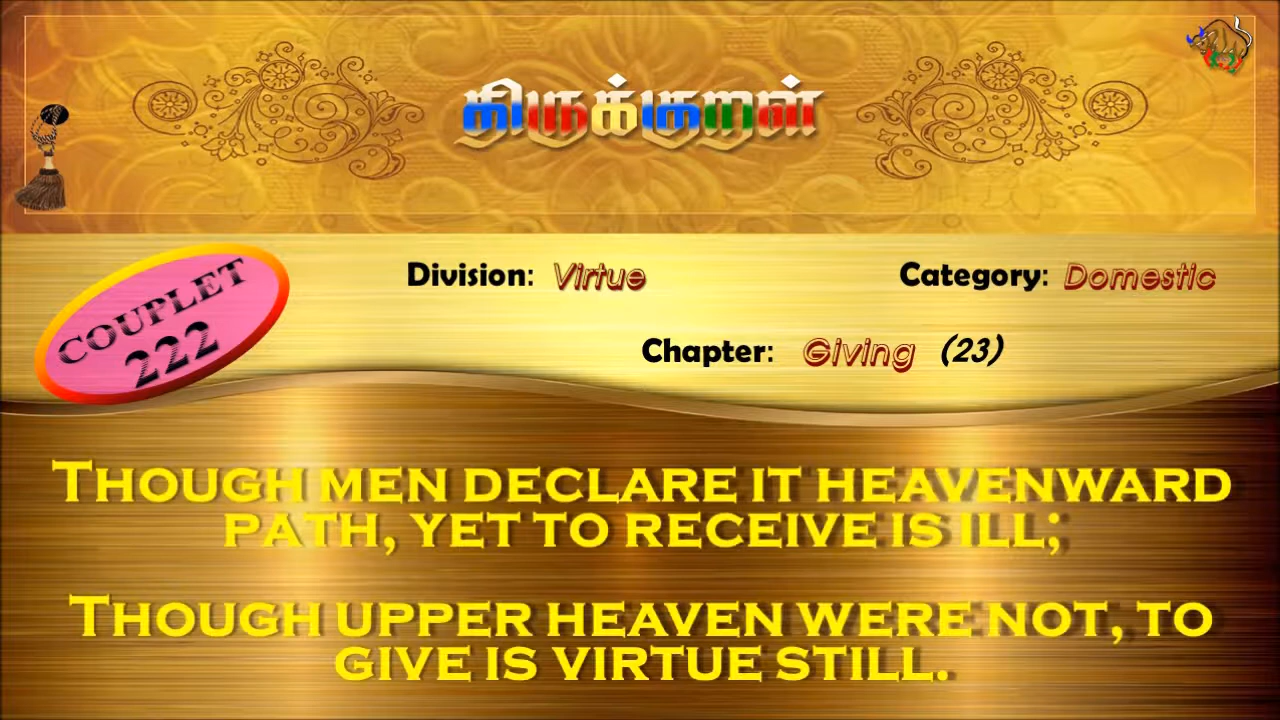 திருக்குறள்
COUPLET
222
Division: Virtue
Category: Domestic
Chapter: Giving (23)
THOUGH MEN DECLARE IT HEAVENWARD
PATH, YET TO RECEIVE IS ILL;
THOUGH UPPER HEAVEN WERE NOT, TO
GIVE IS VIRTUE STILL.